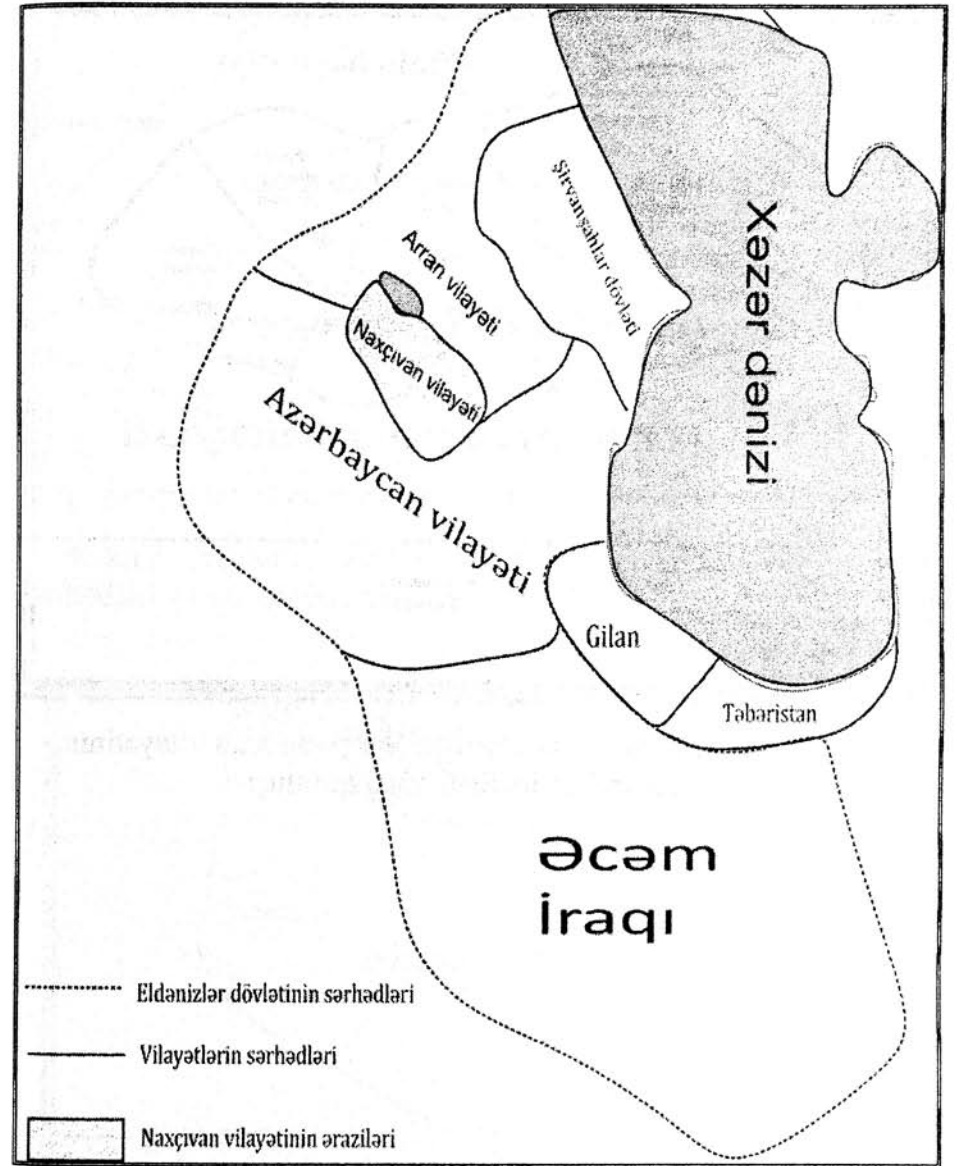 Şirvanşahlar dövləti
Xəzər dənizi
Arran vilayəti
Naxçıvan vilayəti
Azərbaycan vilayəti
Gilan
Təbəristan
Əcəm
İraqı
Eldənizlər dövlətinin sərhədləri
Vilayətlərin sərhədləri
Naxçıvan vilayətinin əraziləri